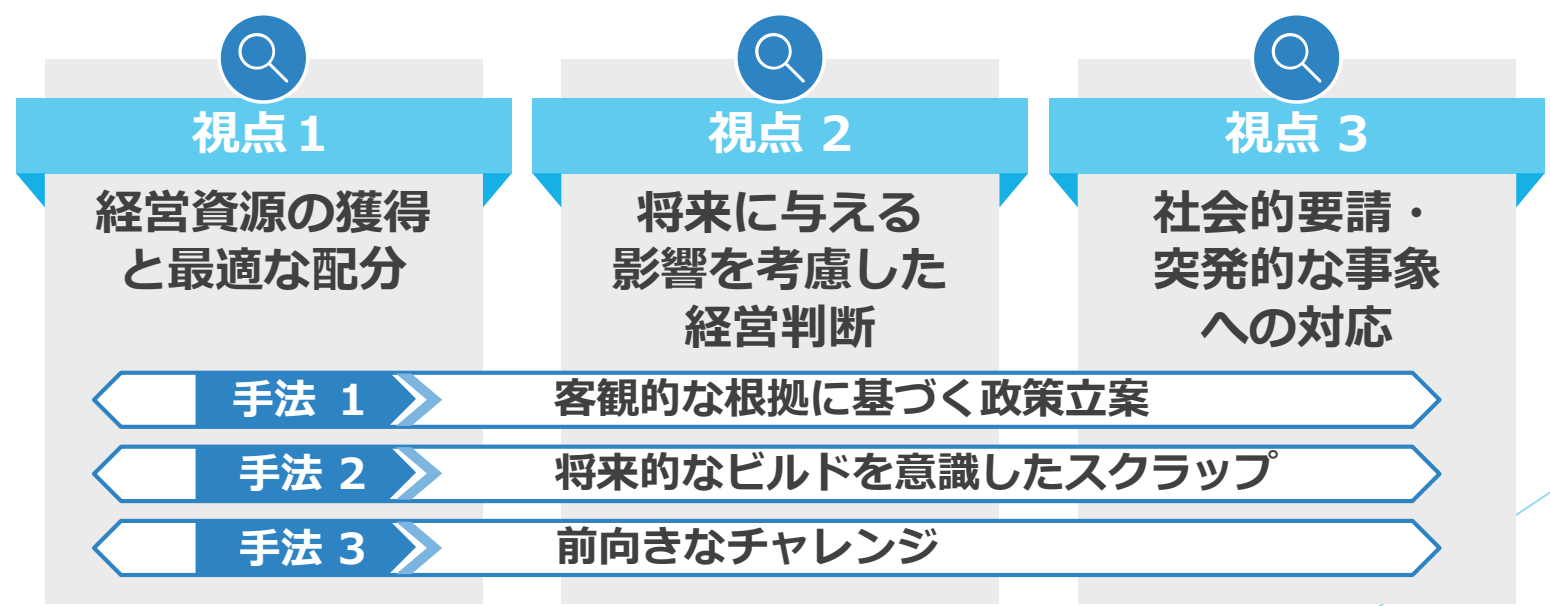 視点１
経営資源の獲得
と最適な配分
視点 2
将来に与える
影響を考慮した
経営判断
視点 3
社会的要請・
突発的な事象
への対応
手法 1 客観的な根拠に基づく政策立案
手法 2 将来的なビルドを意識したスクラップ
手法 3 前向きなチャレンジ